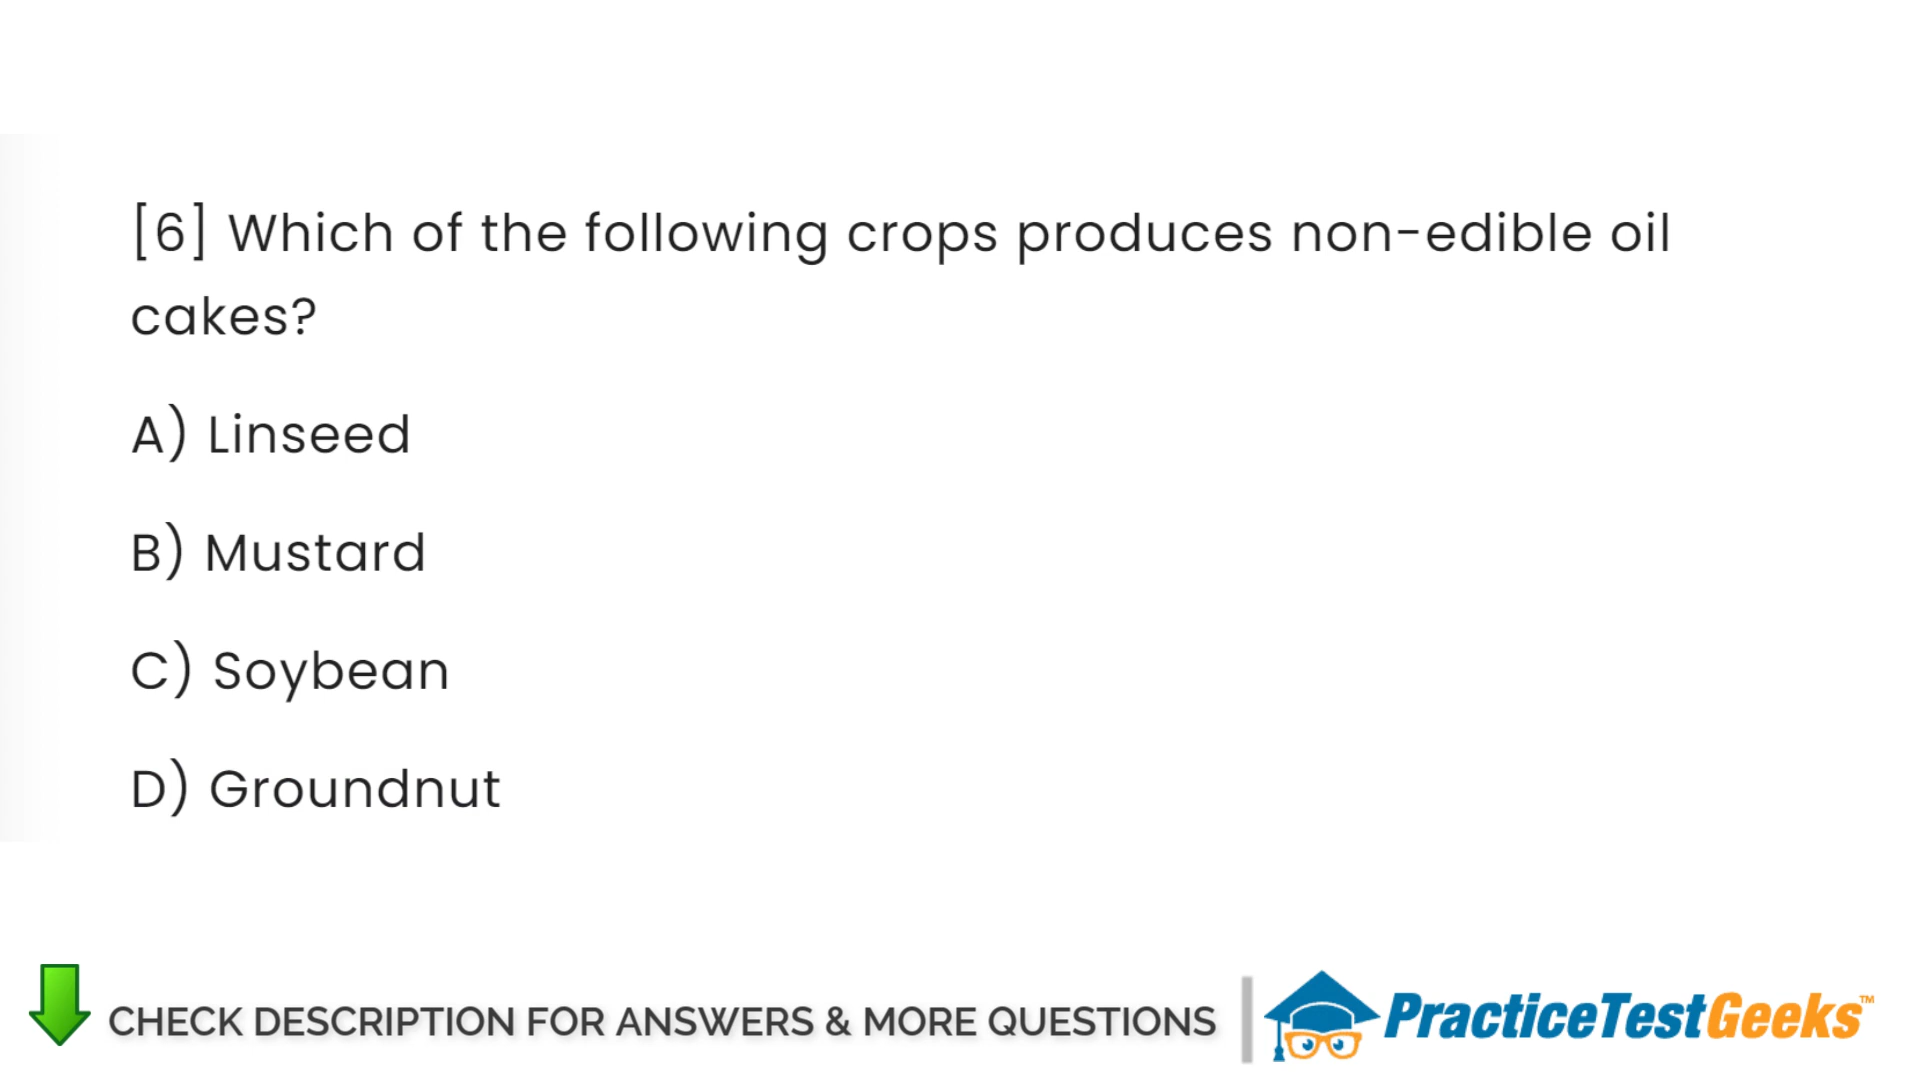 [6] Which of the following crops produces non-edible oil
cakes?
A) Linseed
B) Mustard
C) Soybean
D) Groundnut
CHECK DESCRIPTION FOR ANSWERS & MORE QUESTIONS
PracticeTestGeeks™